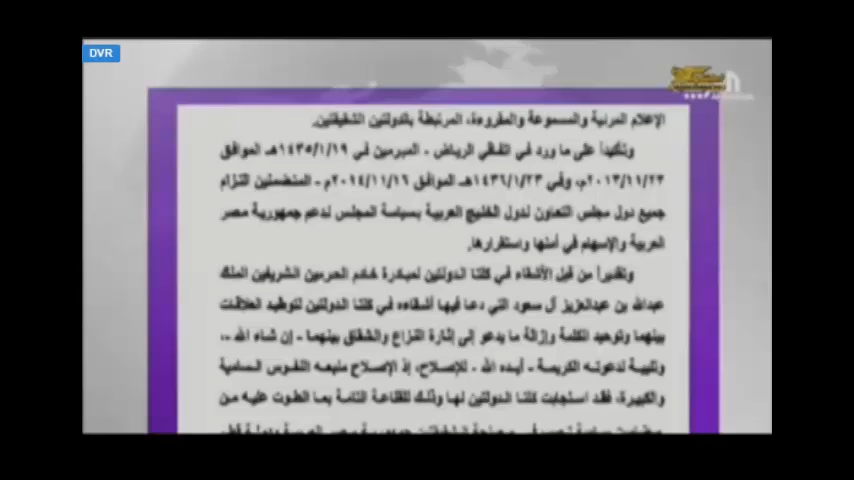 DVR
الإعلام المرئية والمسموعة والمقروءة، المرتبطة بالدولتين الشقيقتين.
وتأكيداً على ما ورد في اتفاقي الرياض - المبرمين في ١٤٣٥/١/١٩هـ الموافق
٢٠١٣/١١/٢٣م، وفي ١٤٣٦/١/٢٣هـ الموافق ٢٠١٤/١١/١٦م - المتضمنين التزام
جميع دول مجلس التعاون لدول الخليج العربية بسياسة المجلس لدعم جمهورية مصر
العربية والإسهام في أمنها واستقرارها.
وتقديراً من قبل الأشقاء في كلتا الدولتين لمبادرة خادم الحرمين الشريفين الملك
عبدالله بن عبدالعزيز آل سعود التي دعا فيها أشقاءه في كلتا الدولتين لتوطيد العلاقات
بينهما وتوحيد الكلمة وإزالة ما يدعو إلى إثارة النزاع والشقاق بينهما - إن شاء الله -،
وتلبية لدعوته الكريمة - أيده الله - للإصلاح، إذ الإصلاح منبعه النفوس السامية
والكبيرة، فقد استجابت كلتا الدولتين لها وذلك للقناعة التامة بما انطوت عليه من